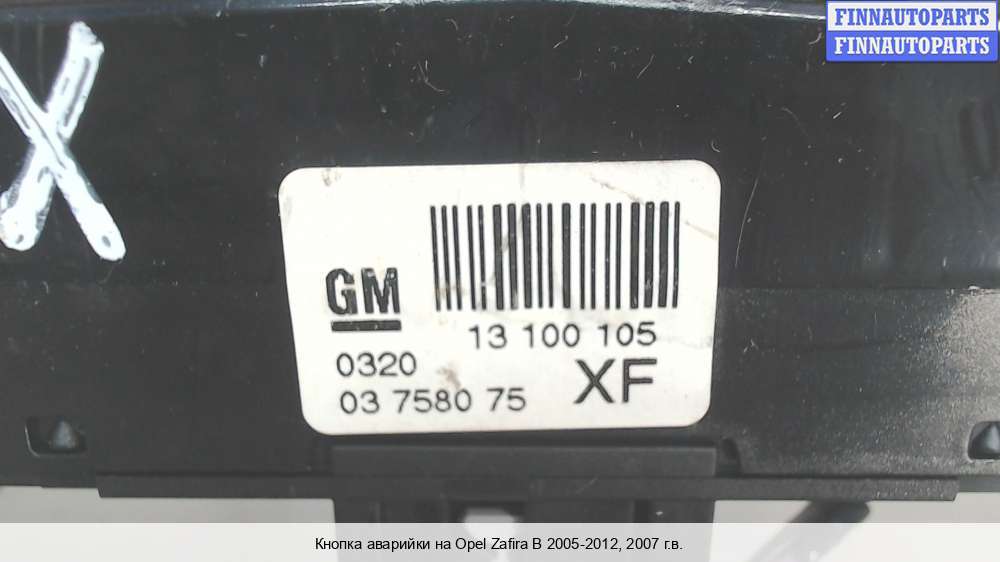 FINNAUTOPARTS
FINNAUTOPARTS
X
GM
13 100 105
0320
XF
03 7580 75
Кнопка аварийки на Opel Zafira B 2005-2012, 2007 г.в.